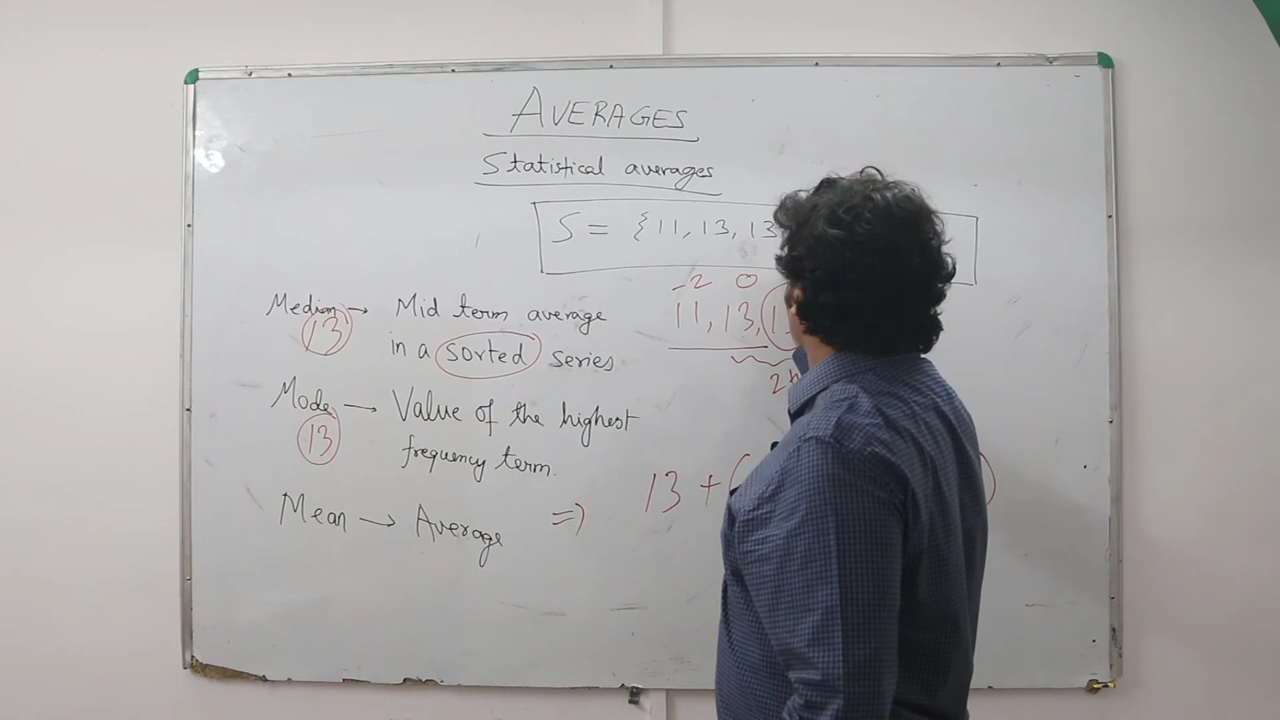 AVERAGES
Statistical averages
S = {11, 13, 13
-2 0
11, 13,
Median → Mid term average
13
in a sorted series
Mode → Value of the highest
13
frequency term.
Mean → Average ⇒ 13 + (
)